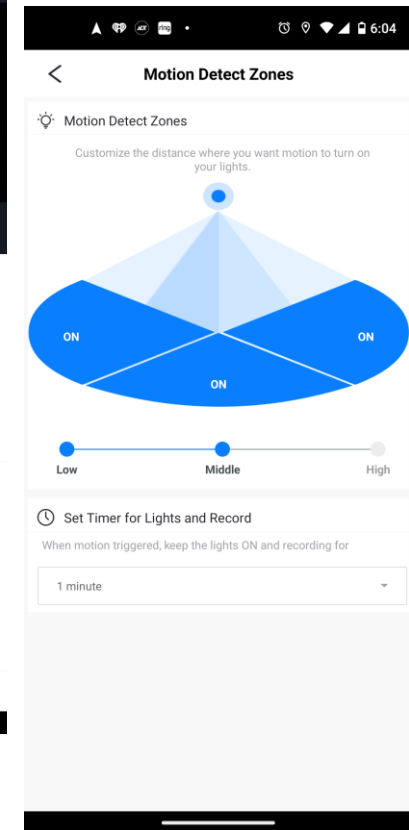 ADT ring 6:04
Motion Detect Zones
Motion Detect Zones
Customize the distance where you want motion to turn on
your lights.
ON ON
ON
Low Middle High
Set Timer for Lights and Record
When motion triggered, keep the lights ON and recording for
1 minute